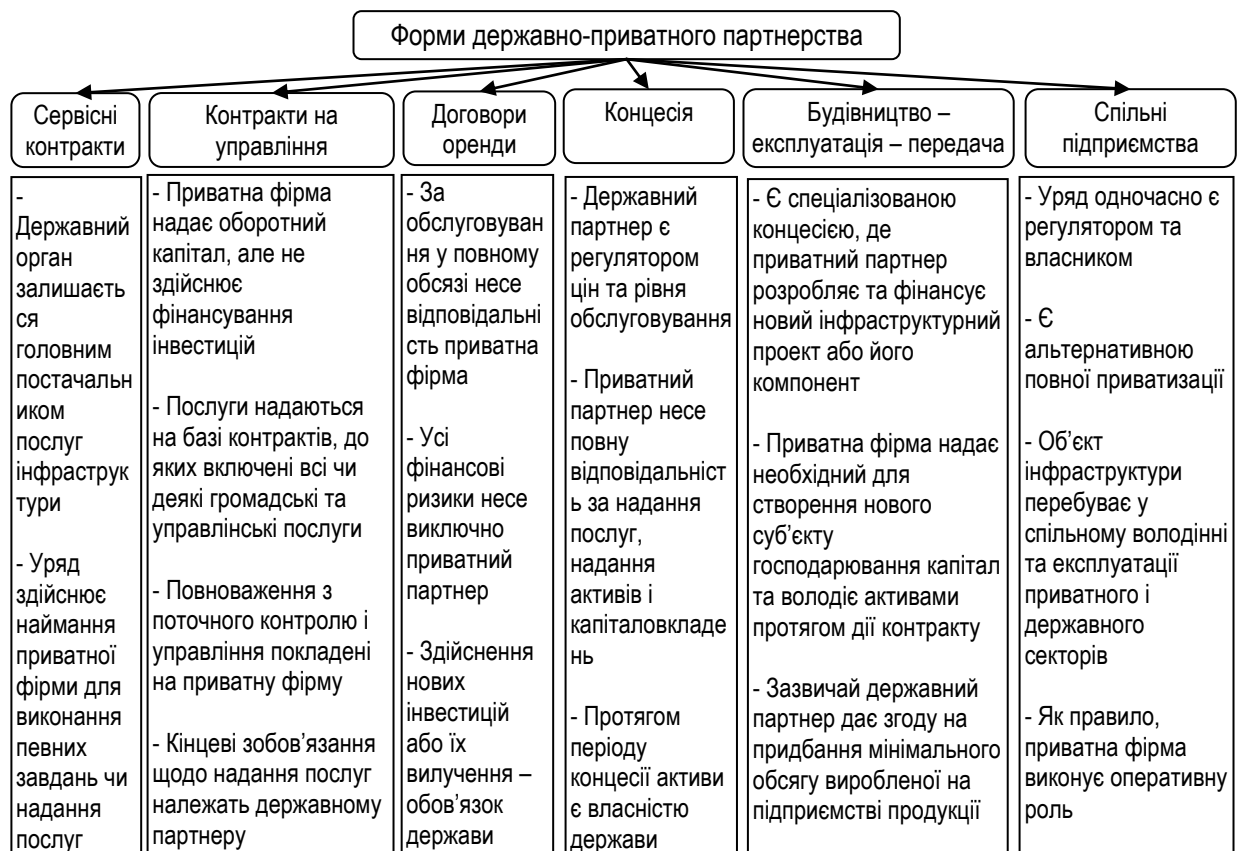 Форми державно-приватного партнерства
Сервісні
контракти
Контракти на
управління
Договори
оренди
Концесія
Будівництво –
експлуатація – передача
Спільні
підприємства
-
Державний
орган
залишаєть
ся
головним
постачальн
иком
послуг
інфраструк
тури
- Уряд
здійснює
наймання
приватної
фірми для
виконання
певних
завдань чи
надання
послуг
- Приватна фірма
надає оборотний
капітал, але не
здійснює
фінансування
інвестицій
- Послуги надаються
на базі контрактів, до
яких включені всі чи
деякі громадські та
управлінські послуги
- Повноваження з
поточного контролю і
управління покладені
на приватну фірму
- Кінцеві зобов’язання
щодо надання послуг
належать державному
партнеру
- За
обслуговуван
ня у повному
обсязі несе
відповідальні
сть приватна
фірма
- Усі
фінансові
ризики несе
виключно
приватний
партнер
- Здійснення
нових
інвестицій
або їх
вилучення –
обов’язок
держави
- Державний
партнер є
регулятором
цін та рівня
обслуговування
- Приватний
партнер несе
повну
відповідальніст
ь за надання
послуг,
надання
активів і
капіталовкладе
нь
- Протягом
періоду
концесії активи
є власністю
держави
- Є спеціалізованою
концесією, де
приватний партнер
розробляє та фінансує
новий інфраструктурний
проект або його
компонент
- Приватна фірма надає
необхідний для
створення нового
суб’єкту
господарювання капітал
та володіє активами
протягом дії контракту
- Зазвичай державний
партнер дає згоду на
придбання мінімального
обсягу виробленої на
підприємстві продукції
- Уряд одночасно є
регулятором та
власником
- Є
альтернативною
повної приватизації
- Об’єкт
інфраструктури
перебуває у
спільному володінні
та експлуатації
приватного і
державного
секторів
- Як правило,
приватна фірма
виконує оперативну
роль